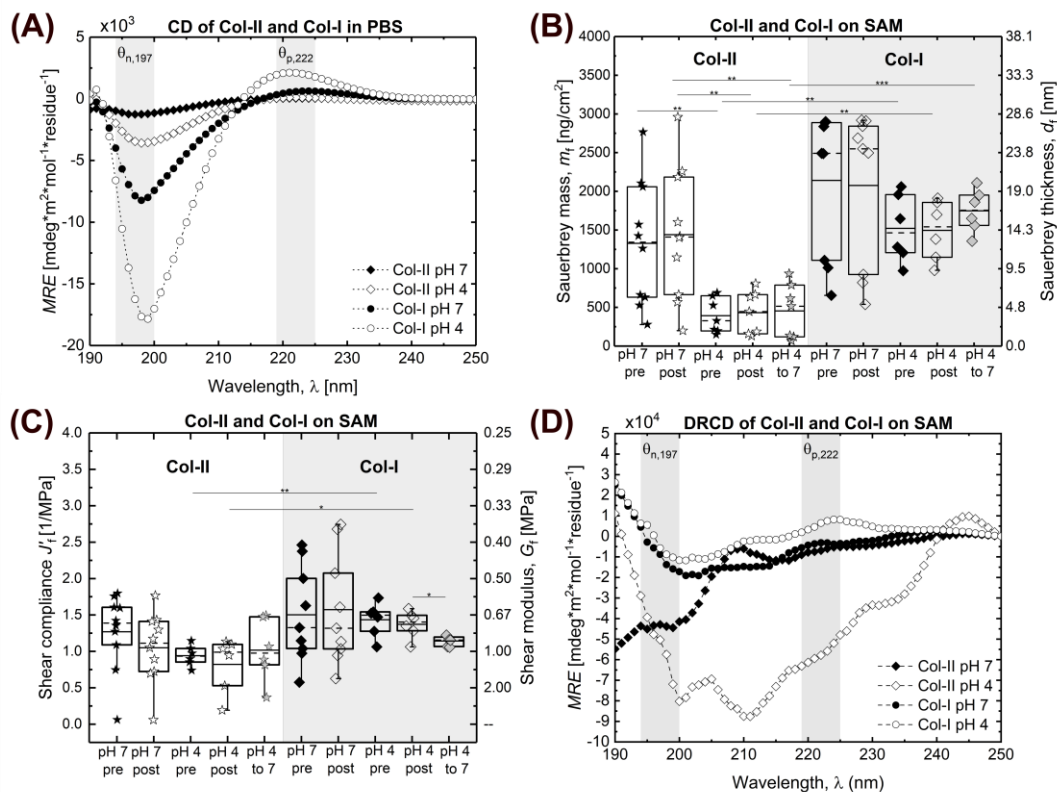 (A)
CD of Col-II and Col-I in PBS
x10³
θn,197
θp,222
5
0
-5
-10
-15
-20
MRE [mdeg*m²*mol⁻¹*residue⁻¹]
Col-II pH 7
Col-II pH 4
Col-I pH 7
Col-I pH 4
190 200 210 220 230 240 250
Wavelength, λ [nm]
(B)
Col-II and Col-I on SAM
Col-II
Col-I
4000
3500
3000
2500
2000
1500
1000
500
0
Sauerbrey mass, mf [ng/cm²]
38.1
33.3
28.6
23.8
19.0
14.3
9.5
4.8
0.0
Sauerbrey thickness, df [nm]
** ***
**
** **
** **
pH 7 pH 7 pH 4 pH 4 pH 4 pH 7 pH 7 pH 4 pH 4 pH 4
pre post pre post to 7 pre post pre post to 7
(C)
Col-II and Col-I on SAM
Col-II
Col-I
4.0
3.5
3.0
2.5
2.0
1.5
1.0
0.5
0.0
Shear compliance J'f [1/MPa]
0.25
0.29
0.33
0.40
0.50
0.67
1.00
2.00
--
Shear modulus, Gf [MPa]
**
*
*
pH 7 pH 7 pH 4 pH 4 pH 4 pH 7 pH 7 pH 4 pH 4 pH 4
pre post pre post to 7 pre post pre post to 7
(D)
DRCD of Col-II and Col-I on SAM
x10⁴
θn,197
θp,222
5
4
3
2
1
0
-1
-2
-3
-4
-5
-6
-7
-8
-9
-10
MRE [mdeg*m²*mol⁻¹*residue⁻¹]
Col-II pH 7
Col-II pH 4
Col-I pH 7
Col-I pH 4
190 200 210 220 230 240 250
Wavelength, λ (nm)